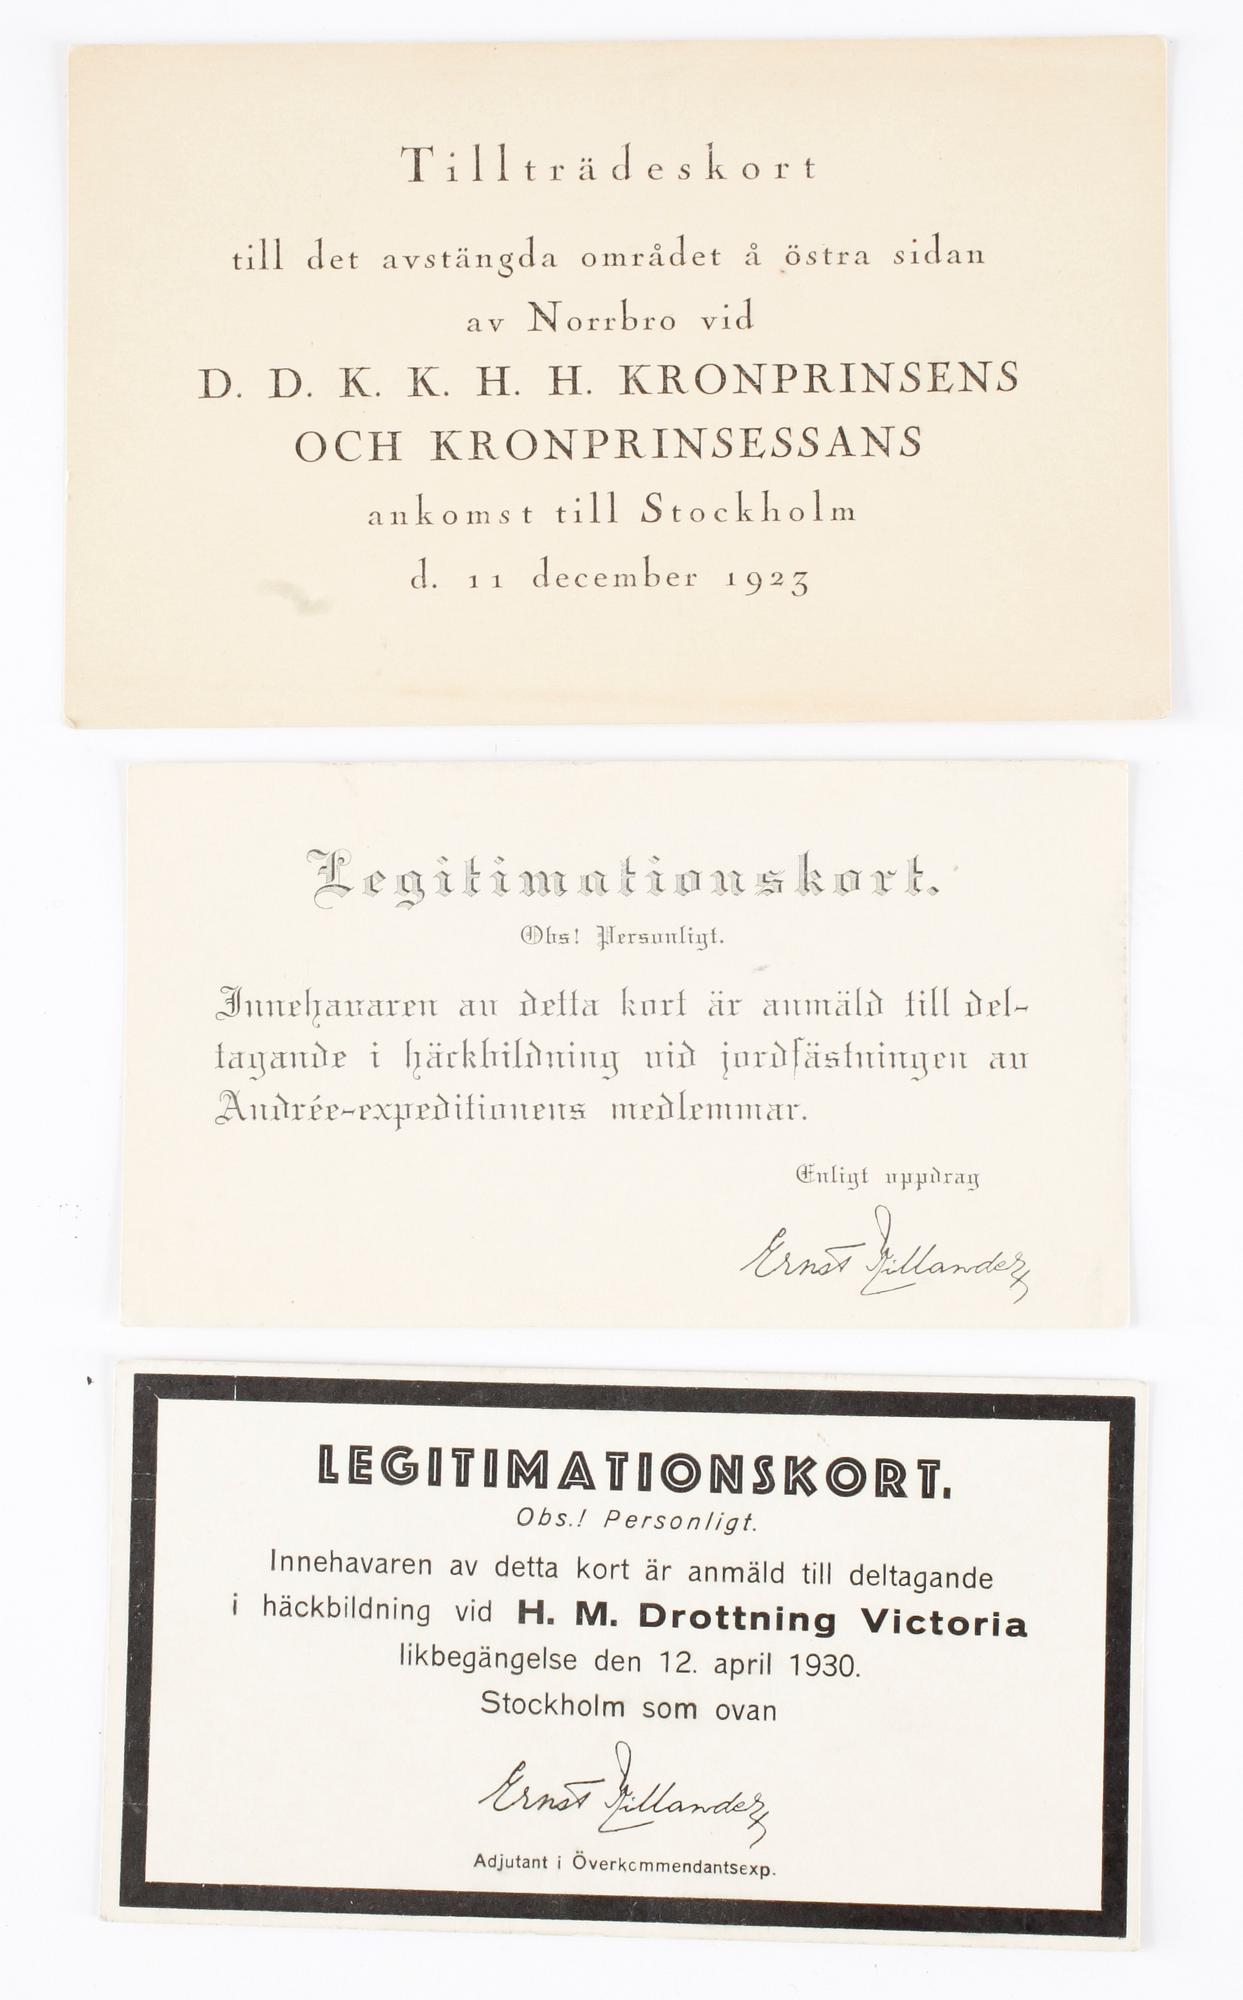 Tillträdeskort
till det avstängda området å östra sidan
av Norrbro vid
D. D. K. K. H. H. KRONPRINSENS
OCH KRONPRINSESSANS
ankomst till Stockholm
d. 11 december 1923
Legitimationskort.
Obs! Personligt.
Innehavaren av detta kort är anmäld till del-
tagande i häckbildning vid jordfästningen av
Andrée-expeditionens medlemmar.
Enligt uppdrag
Ernst Killander
LEGITIMATIONSKORT.
Obs.! Personligt.
Innehavaren av detta kort är anmäld till deltagande
i häckbildning vid H. M. Drottning Victoria
likbegängelse den 12. april 1930.
Stockholm som ovan
Ernst Killander
Adjutant i Överkommendantsexp.